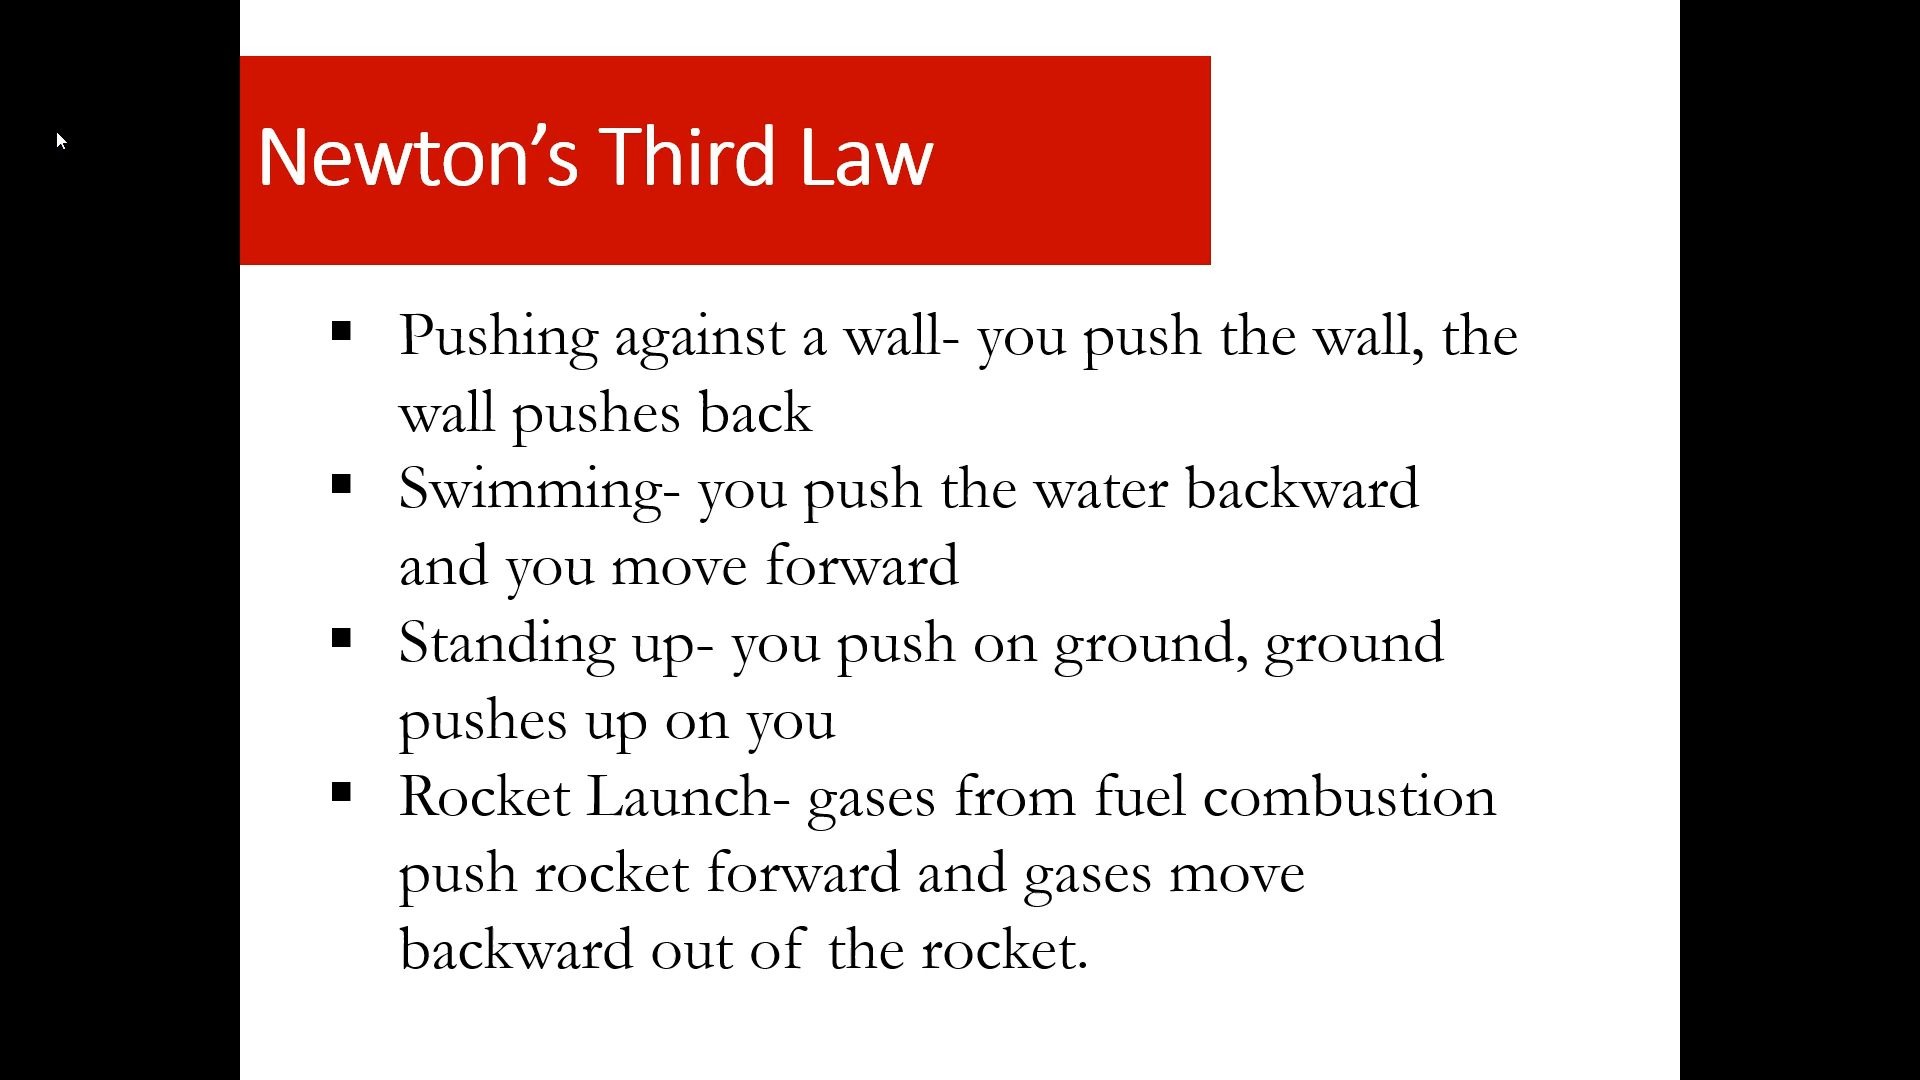 Newton’s Third Law
▪ Pushing against a wall- you push the wall, the
wall pushes back
▪ Swimming- you push the water backward
and you move forward
▪ Standing up- you push on ground, ground
pushes up on you
▪ Rocket Launch- gases from fuel combustion
push rocket forward and gases move
backward out of the rocket.